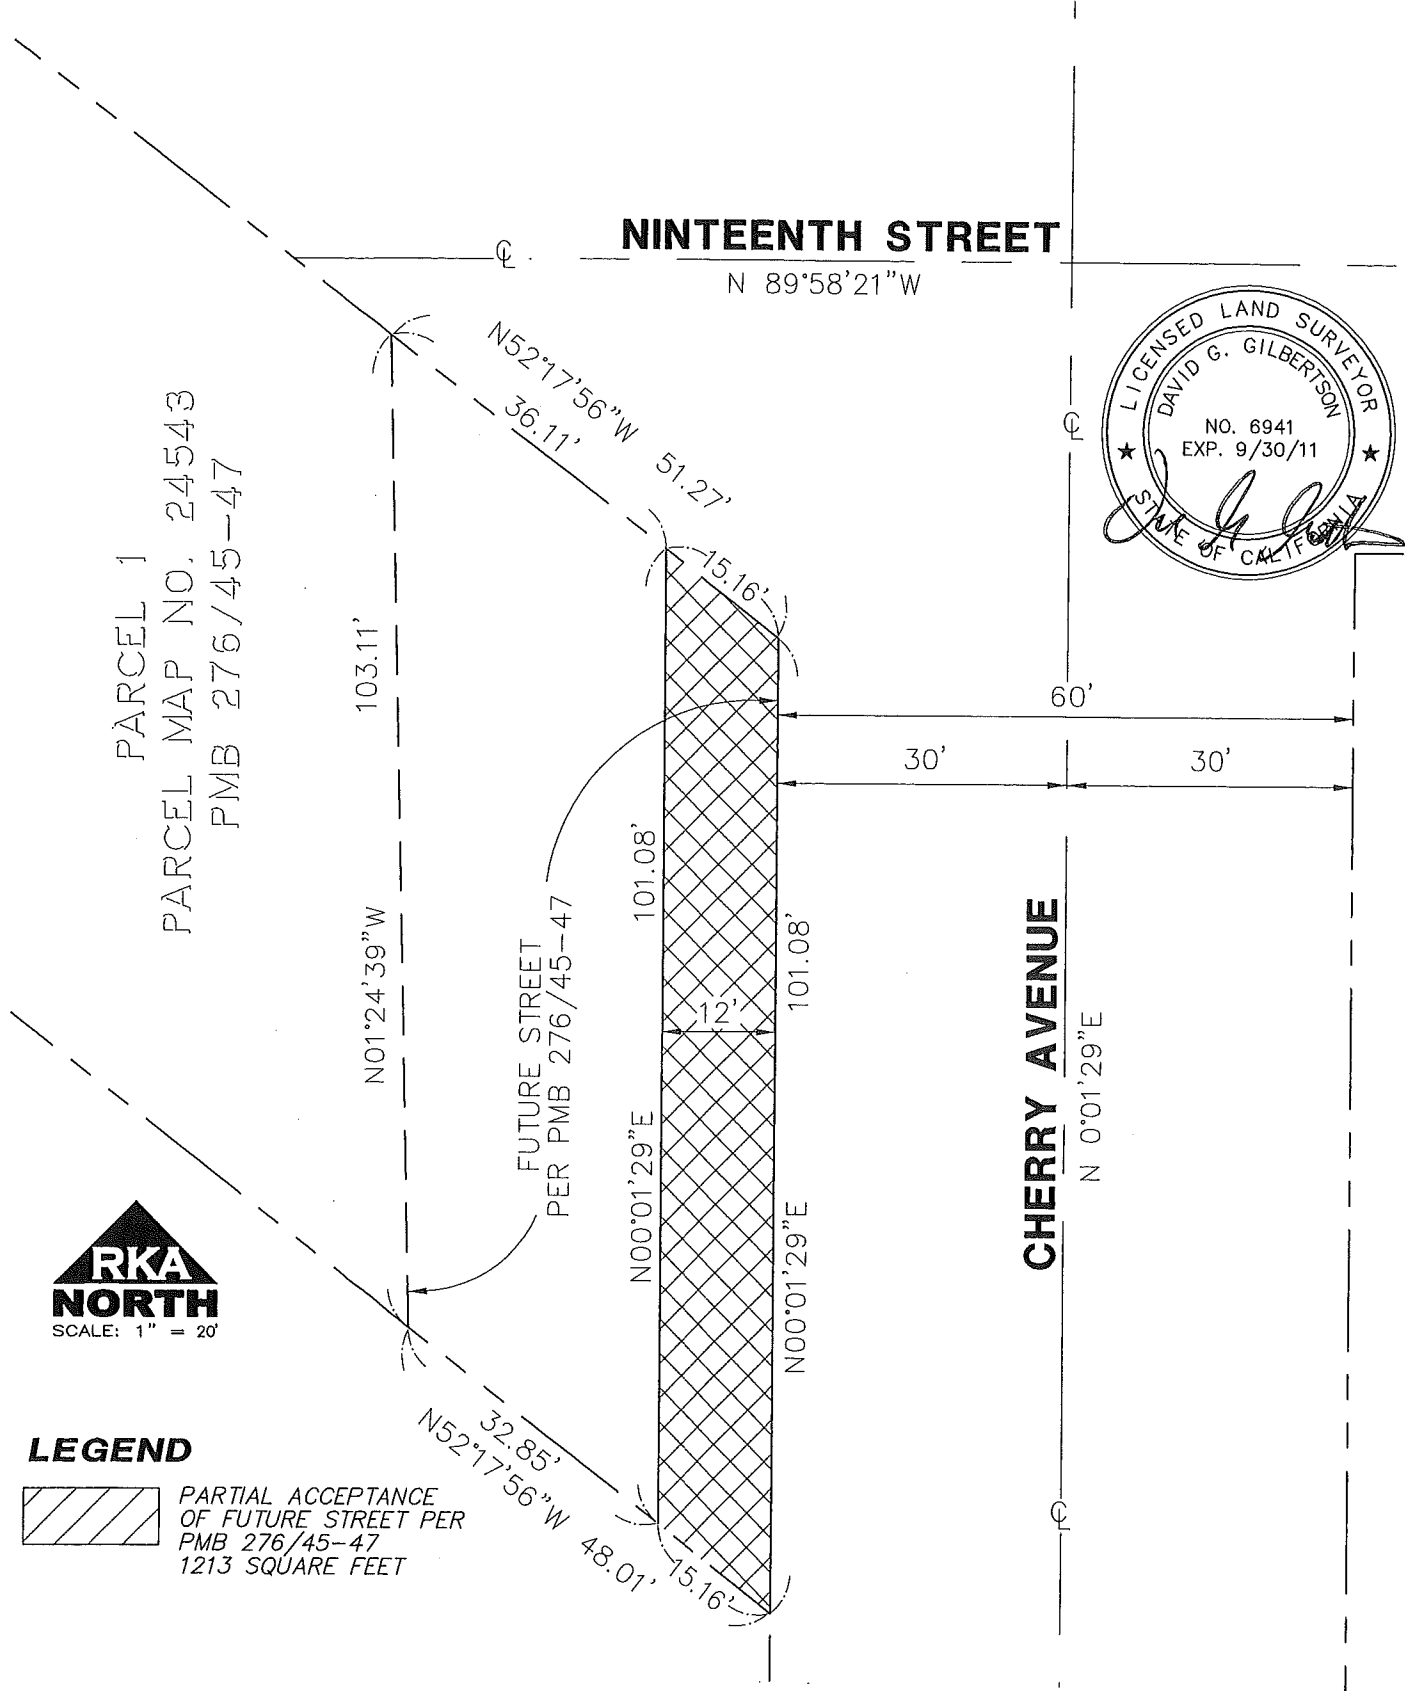 NINTEENTH STREET
N 89°58'21"W
LICENSED LAND SURVEYOR
DAVID G. GILBERTSON
NO. 6941
EXP. 9/30/11
STATE OF CALIFORNIA
N52°17'56"W
36.11'
51.27'
15.16'
PARCEL 1
PARCEL MAP NO. 24543
PMB 276/45-47
103.11'
N01°24'39"W
60'
30'
30'
101.08'
101.08'
12'
FUTURE STREET
PER PMB 276/45-47
N00°01'29"E
N00°01'29"E
CHERRY AVENUE
N 0°01'29"E
RKA
NORTH
SCALE: 1" = 20'
32.85'
N52°17'56"W
48.01'
15.16'
LEGEND
PARTIAL ACCEPTANCE
OF FUTURE STREET PER
PMB 276/45-47
1213 SQUARE FEET